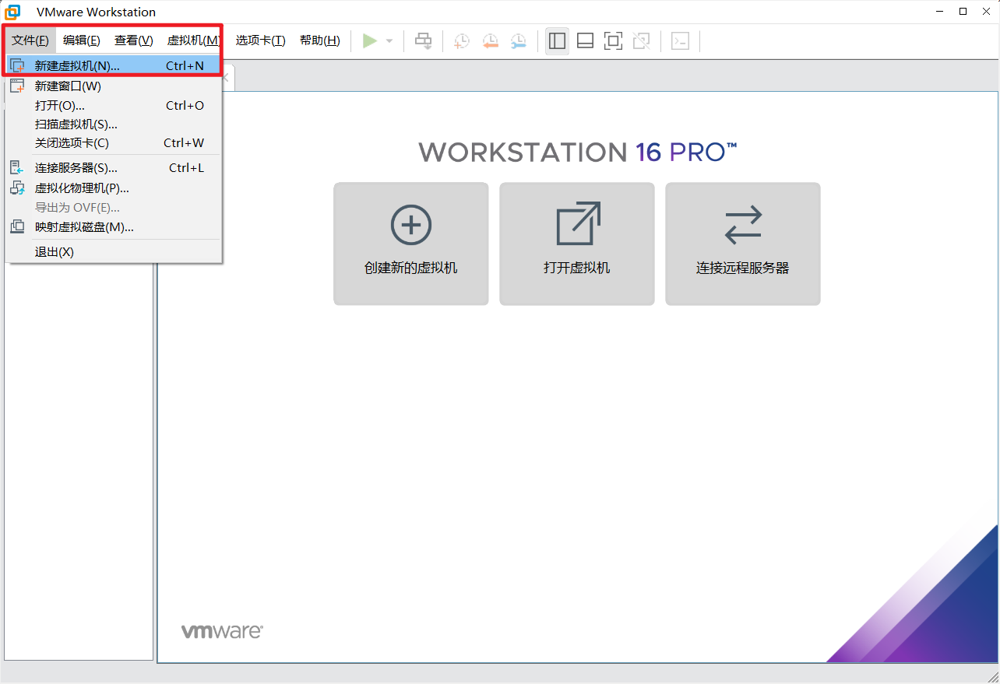 VMware Workstation
文件(F) 编辑(E) 查看(V) 虚拟机(M) 选项卡(T) 帮助(H)
新建虚拟机(N)... Ctrl+N
新建窗口(W)
打开(O)... Ctrl+O
扫描虚拟机(S)...
关闭选项卡(C) Ctrl+W
连接服务器(S)... Ctrl+L
虚拟化物理机(P)...
导出为 OVF(E)...
映射虚拟磁盘(M)...
退出(X)
WORKSTATION 16 PRO™
创建新的虚拟机 打开虚拟机 连接远程服务器
vmware®